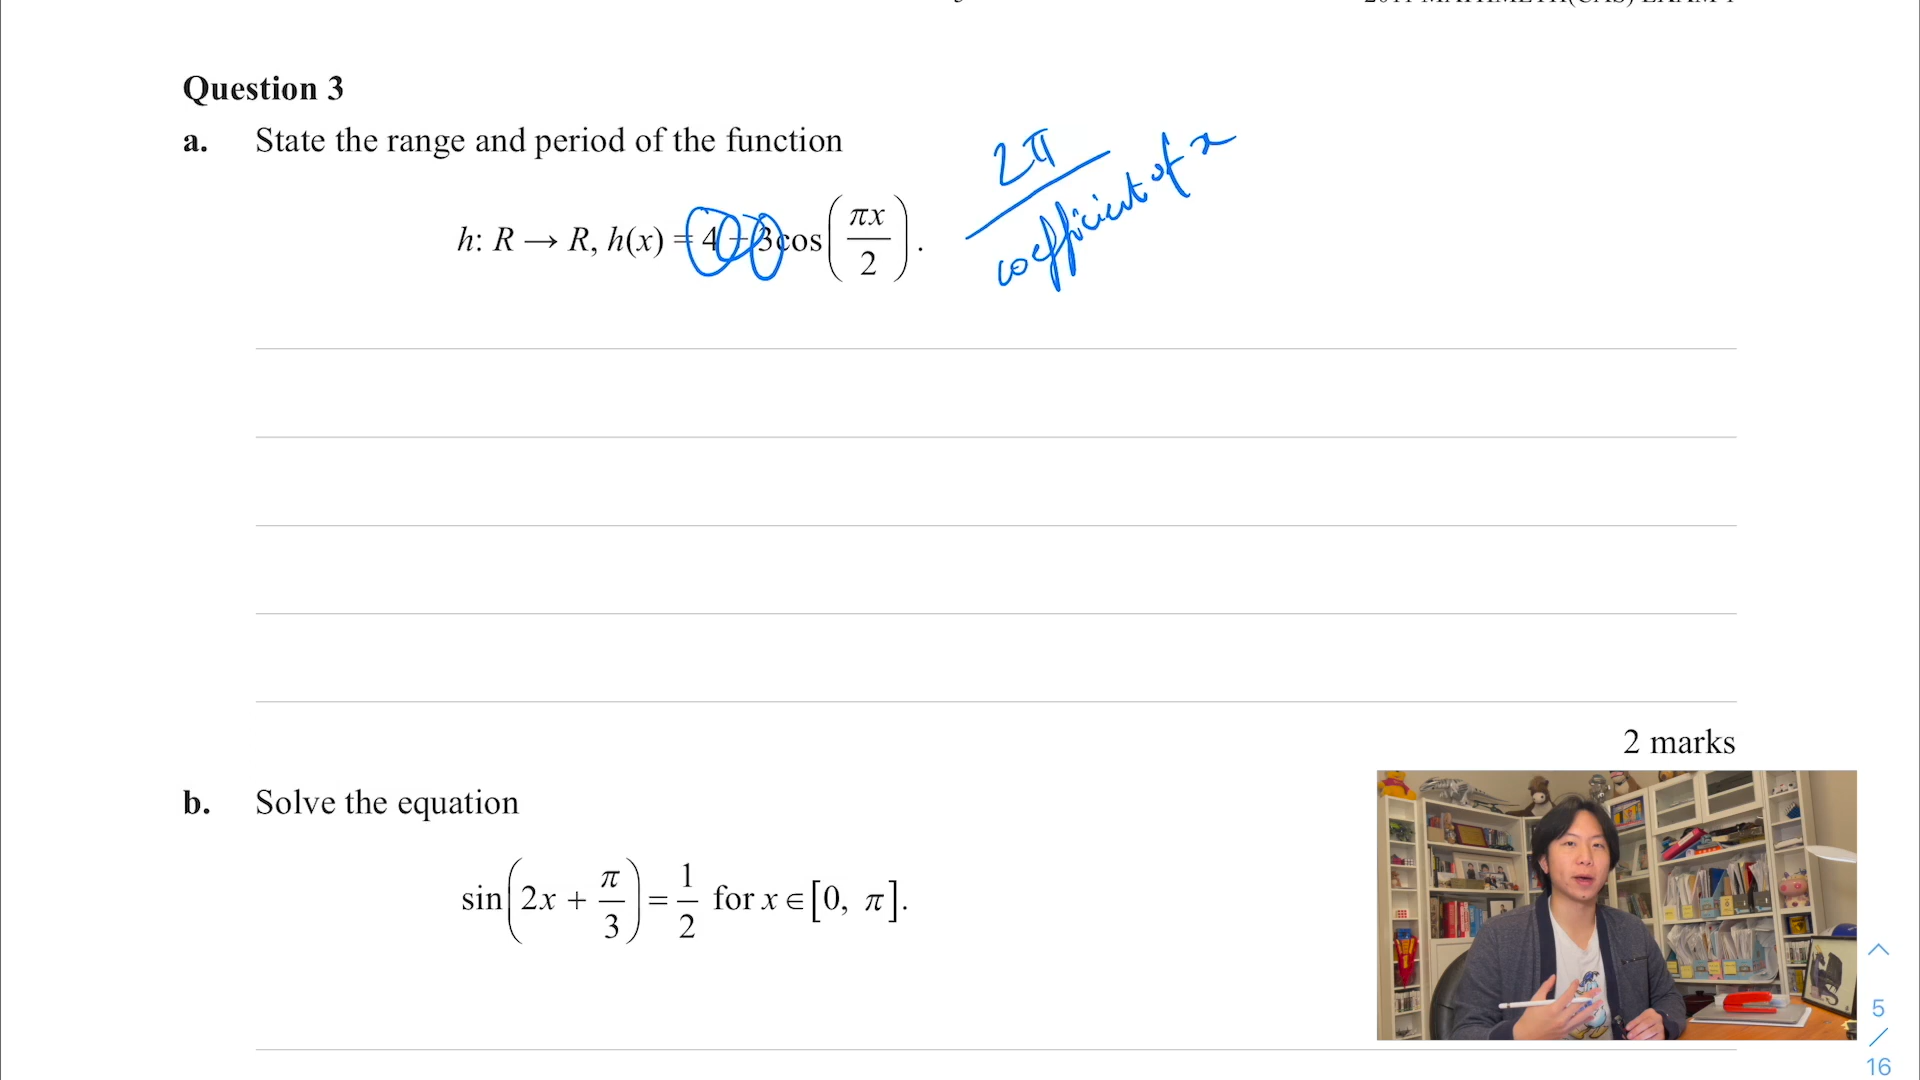 Question 3
a. State the range and period of the function
h: R → R, h(x) = 4 + 3cos(πx/2).
2π
coefficient of x
2 marks
b. Solve the equation
sin(2x + π/3) = 1/2 for x ∈ [0, π].
5
/
16